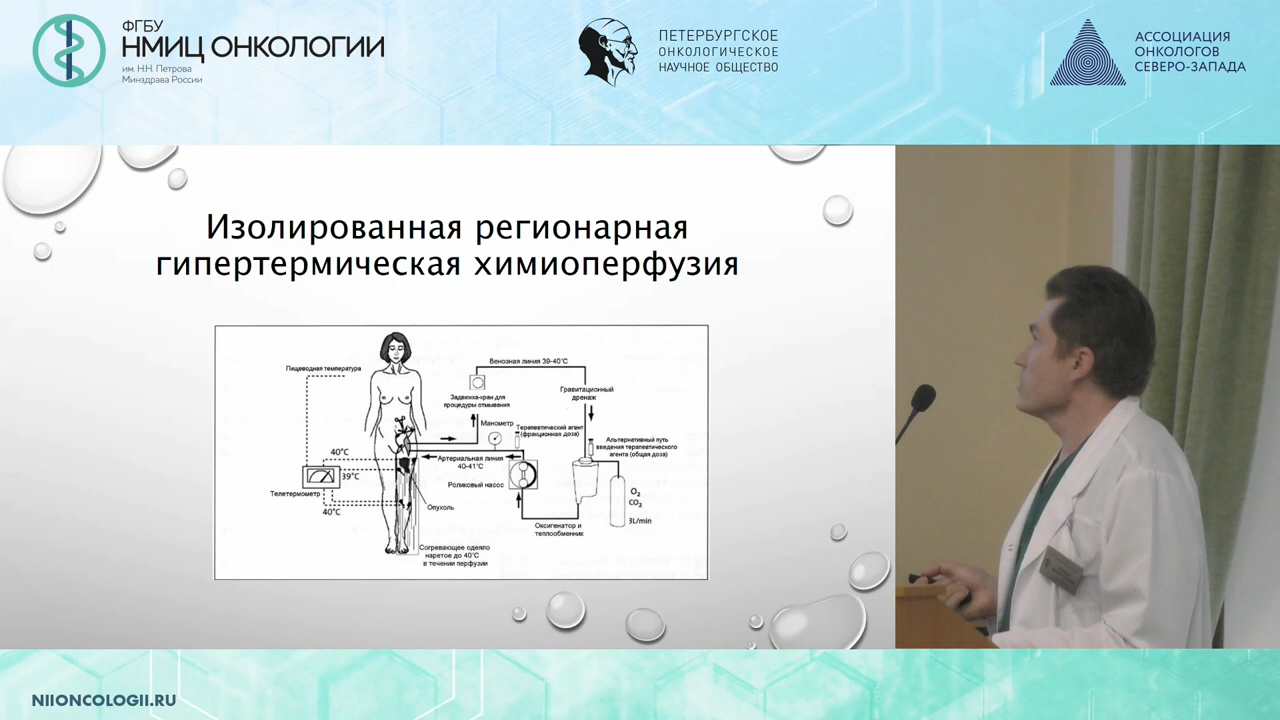 ФГБУ
НМИЦ ОНКОЛОГИИ
им. Н.Н. Петрова
Минздрава России
ПЕТЕРБУРГСКОЕ
ОНКОЛОГИЧЕСКОЕ
НАУЧНОЕ ОБЩЕСТВО
АССОЦИАЦИЯ
ОНКОЛОГОВ
СЕВЕРО-ЗАПАДА
Изолированная регионарная
гипертермическая химиоперфузия
Пищеводная температура
Венозная линия 39-40°C
Задвижка-кран для
процедуры отмывания
Гравитационный
дренаж
Манометр
Терапевтический агент
(фракционная доза)
Альтернативный путь
введения терапевтического
агента (общая доза)
40°C
Артериальная линия
40-41°C
39°C
Роликовый насос
Телетермометр
40°C
Опухоль
O2
CO2
3L/min
Оксигенатор и
теплообменник
Согревающее одеяло
наретое до 40°C
в течении перфузии
NIIONCOLOGII.RU